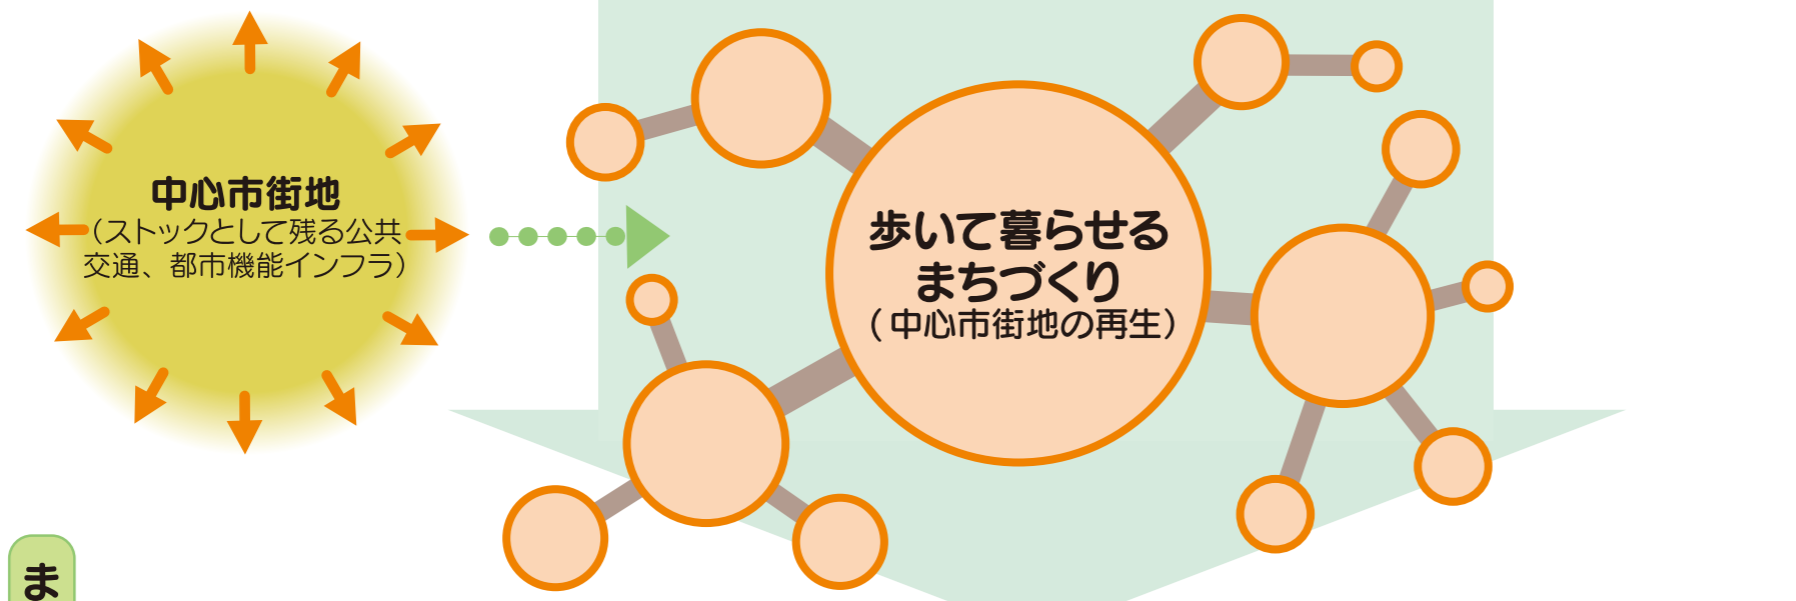 中心市街地
（ストックとして残る公共
交通、都市機能インフラ）
歩いて暮らせる
まちづくり
（中心市街地の再生）
ま